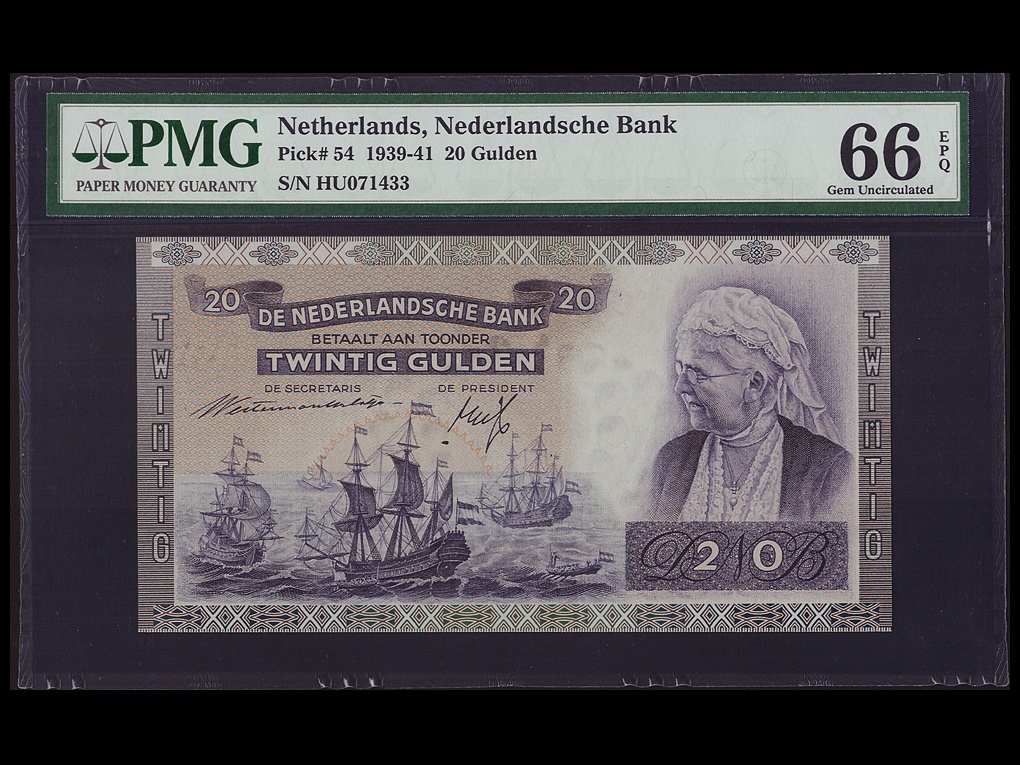 PMG
PAPER MONEY GUARANTY
Netherlands, Nederlandsche Bank
Pick# 54 1939-41 20 Gulden
S/N HU071433
66
EPQ
Gem Uncirculated
20 DE NEDERLANDSCHE BANK 20
BETAALT AAN TOONDER
TWINTIG GULDEN
DE SECRETARIS DE PRESIDENT
TWINTIG
TWINTIG
DNB
20